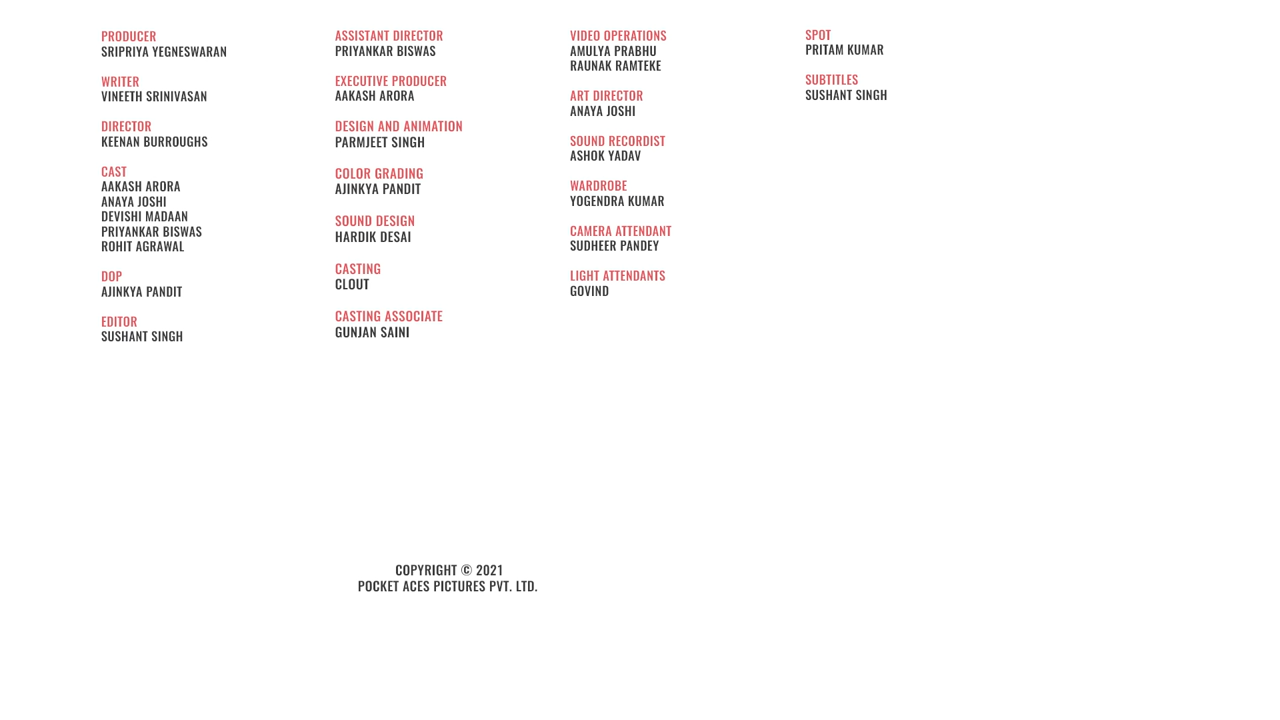 PRODUCER
SRIPRIYA YEGNESWARAN
WRITER
VINEETH SRINIVASAN
DIRECTOR
KEENAN BURROUGHS
CAST
AAKASH ARORA
ANAYA JOSHI
DEVISHI MADAAN
PRIYANKAR BISWAS
ROHIT AGRAWAL
DOP
AJINKYA PANDIT
EDITOR
SUSHANT SINGH
ASSISTANT DIRECTOR
PRIYANKAR BISWAS
EXECUTIVE PRODUCER
AAKASH ARORA
DESIGN AND ANIMATION
PARMJEET SINGH
COLOR GRADING
AJINKYA PANDIT
SOUND DESIGN
HARDIK DESAI
CASTING
CLOUT
CASTING ASSOCIATE
GUNJAN SAINI
VIDEO OPERATIONS
AMULYA PRABHU
RAUNAK RAMTEKE
ART DIRECTOR
ANAYA JOSHI
SOUND RECORDIST
ASHOK YADAV
WARDROBE
YOGENDRA KUMAR
CAMERA ATTENDANT
SUDHEER PANDEY
LIGHT ATTENDANTS
GOVIND
SPOT
PRITAM KUMAR
SUBTITLES
SUSHANT SINGH
COPYRIGHT © 2021
POCKET ACES PICTURES PVT. LTD.